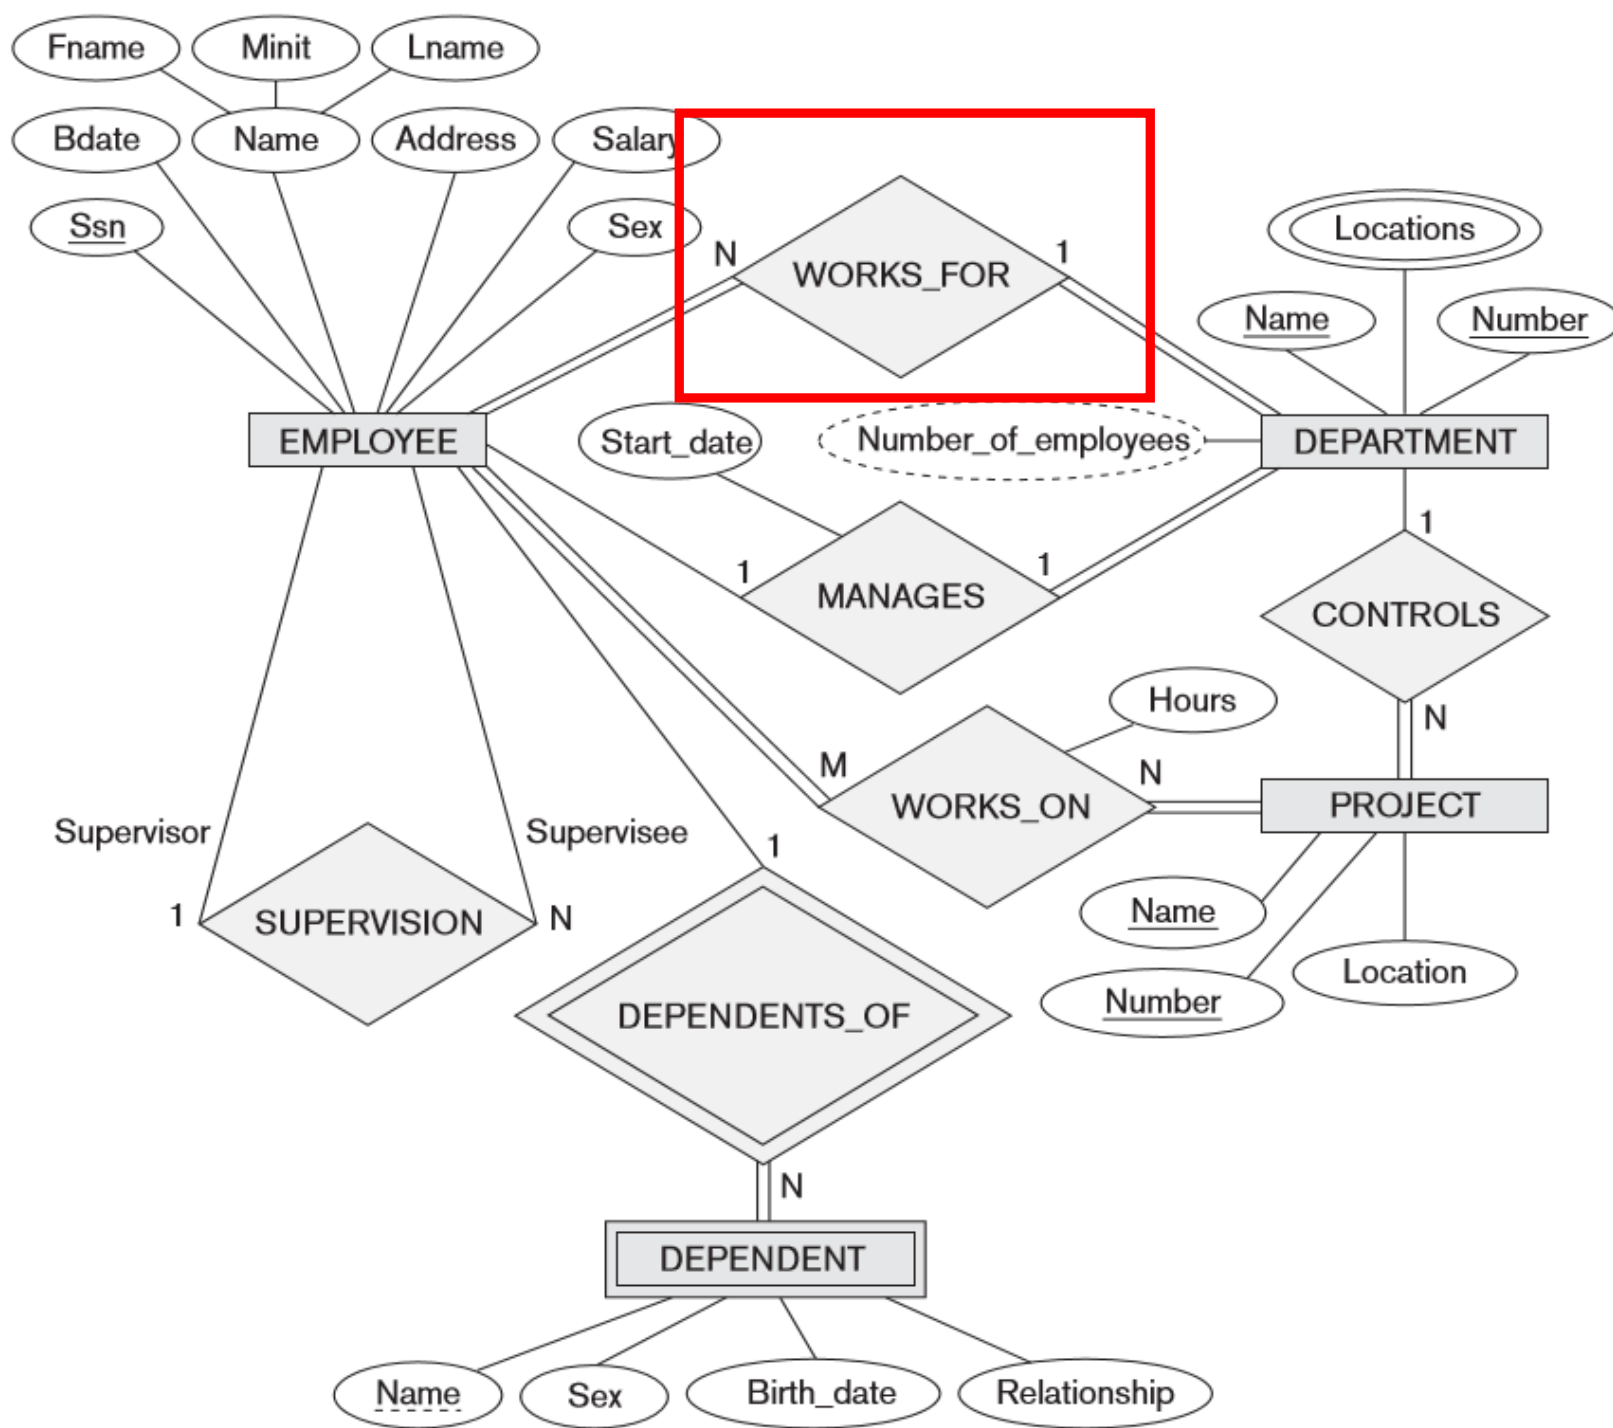 Fname
Minit
Lname
Bdate
Name
Address
Salary
Ssn
Sex
N
WORKS_FOR
1
Locations
Name
Number
EMPLOYEE
Start_date
Number_of_employees
DEPARTMENT
1
MANAGES
1
1
CONTROLS
N
Hours
M
WORKS_ON
N
PROJECT
Supervisor
Supervisee
1
1
SUPERVISION
N
Name
Number
Location
DEPENDENTS_OF
N
DEPENDENT
Name
Sex
Birth_date
Relationship